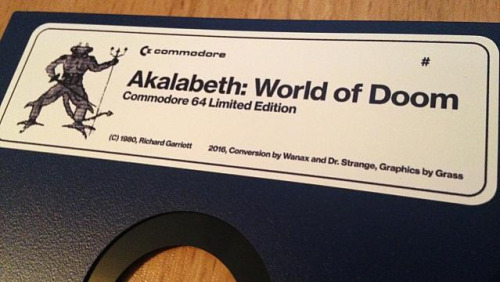 commodore
#
Akalabeth: World of Doom
Commodore 64 Limited Edition
(C) 1980, Richard Garriott 2016, Conversion by Wanax and Dr. Strange, Graphics by Grass